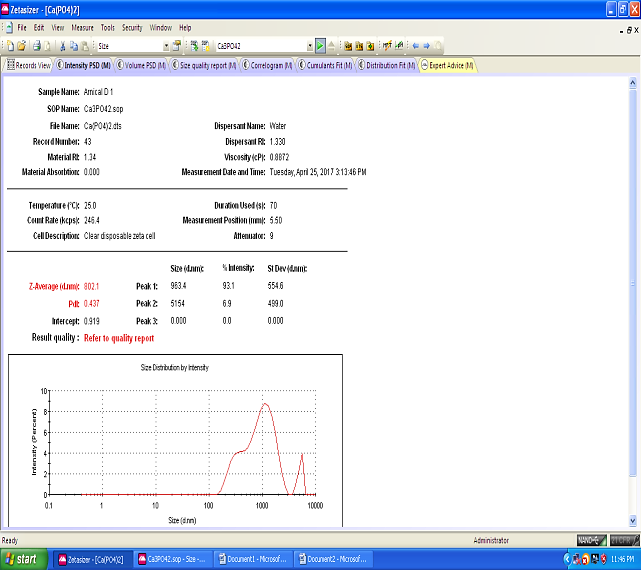 Zetasizer - [Ca(PO4)2]
File Edit View Measure Tools Security Window Help
Size Ca3PO42
Records View Intensity PSD (M) Volume PSD (M) Size quality report (M) Correlogram (M) Cumulants Fit (M) Distribution Fit (M) Expert Advice (M)
Sample Name: Amical D 1
SOP Name: Ca3PO42.sop
File Name: Ca(PO4)2.dts Dispersant Name: Water
Record Number: 43 Dispersant RI: 1.330
Material RI: 1.34 Viscosity (cP): 0.8872
Material Absorbtion: 0.000 Measurement Date and Time: Tuesday, April 25, 2017 3:13:46 PM
Temperature (°C): 25.0 Duration Used (s): 70
Count Rate (kcps): 246.4 Measurement Position (mm): 5.50
Cell Description: Clear disposable zeta cell Attenuator: 9
Size (d.nm): % Intensity: St Dev (d.nm):
Z-Average (d.nm): 802.1 Peak 1: 963.4 93.1 554.6
PdI: 0.437 Peak 2: 5154 6.9 499.0
Intercept: 0.919 Peak 3: 0.000 0.0 0.000
Result quality : Refer to quality report
Size Distribution by Intensity
Intensity (Percent)
10
8
6
4
2
0
0.1 1 10 100 1000 10000
Size (d.nm)
Ready Administrator NANO
start Zetasizer - [Ca(PO4)2] Ca3PO42.sop - Size - ... Document1 - Microsof... Document2 - Microsof... 11:46 PM